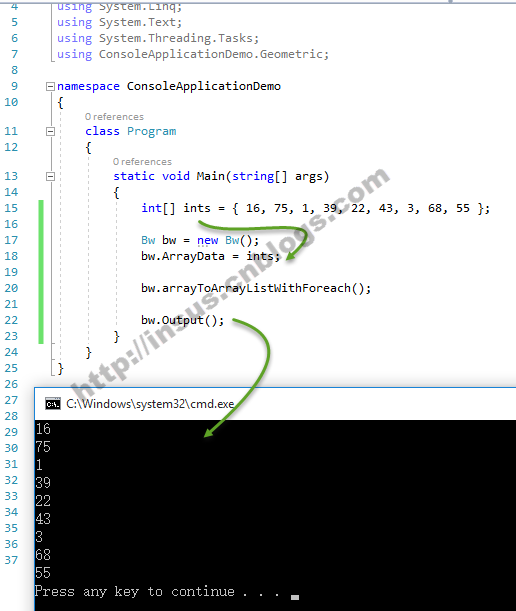 4 using System.Linq;
5 using System.Text;
6 using System.Threading.Tasks;
7 using ConsoleApplicationDemo.Geometric;
8
9 namespace ConsoleApplicationDemo
10 {
0 references
11 class Program
12 {
0 references
13 static void Main(string[] args)
14 {
15 int[] ints = { 16, 75, 1, 39, 22, 43, 3, 68, 55 };
16
17 Bw bw = new Bw();
18 bw.ArrayData = ints;
19
20 bw.arrayToArrayListWithForeach();
21
22 bw.Output();
23 }
24 }
25 }
26
27
28
29
30
31
32
33
34
35
36
37
http://insus.cnblogs.com
C:\Windows\system32\cmd.exe
16
75
1
39
22
43
3
68
55
Press any key to continue . . .